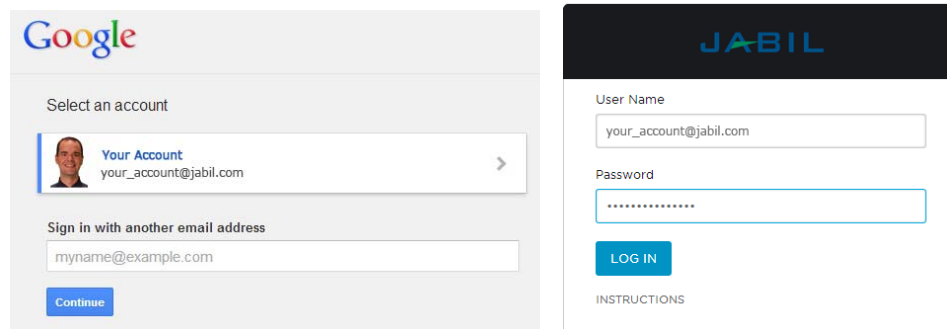 Google
Select an account
Your Account
your_account@jabil.com
Sign in with another email address
myname@example.com
Continue
JABIL
User Name
your_account@jabil.com
Password
•••••••••••••••
LOG IN
INSTRUCTIONS